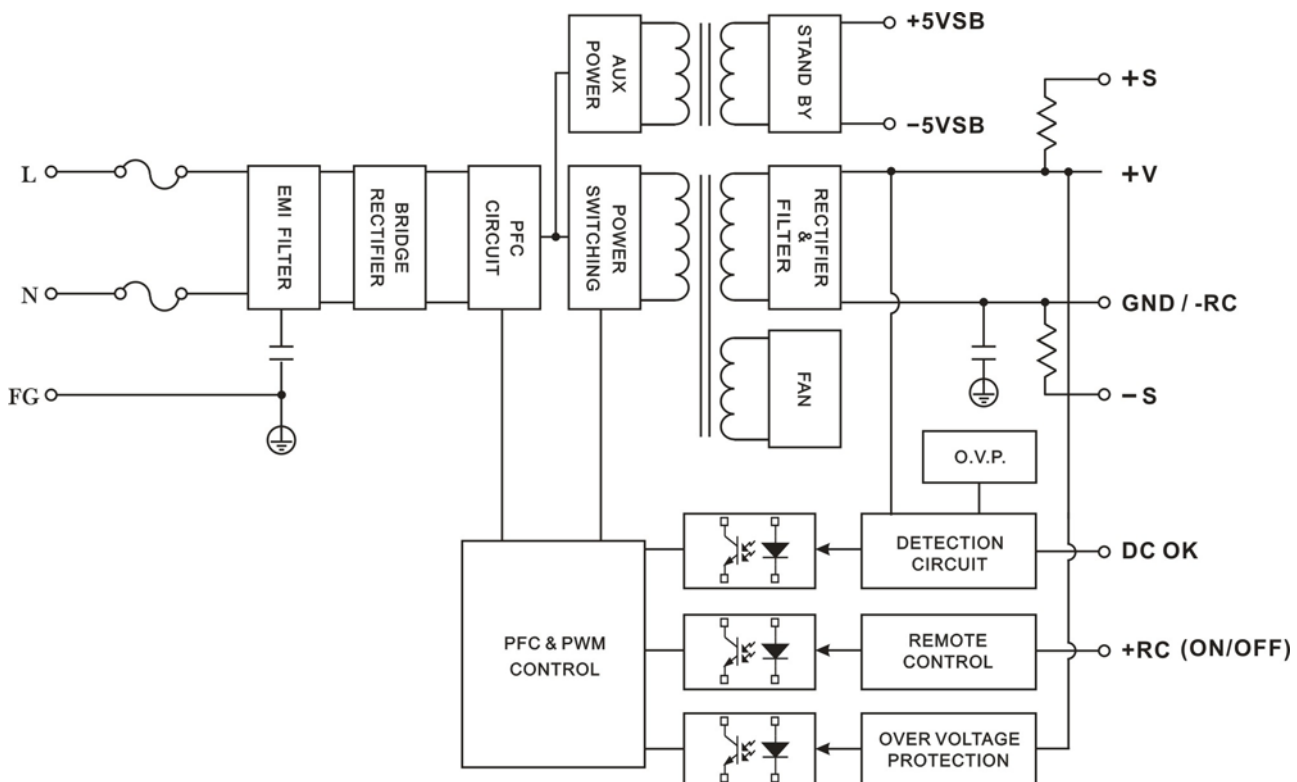 +5VSB
AUX
POWER
STAND BY
−5VSB
+S
L
EMI FILTER
BRIDGE
RECTIFIER
PFC
CIRCUIT
POWER
SWITCHING
RECTIFIER
&
FILTER
+V
N
GND / -RC
FG
FAN
−S
O.V.P.
DETECTION
CIRCUIT
DC OK
PFC & PWM
CONTROL
REMOTE
CONTROL
+RC (ON/OFF)
OVER VOLTAGE
PROTECTION